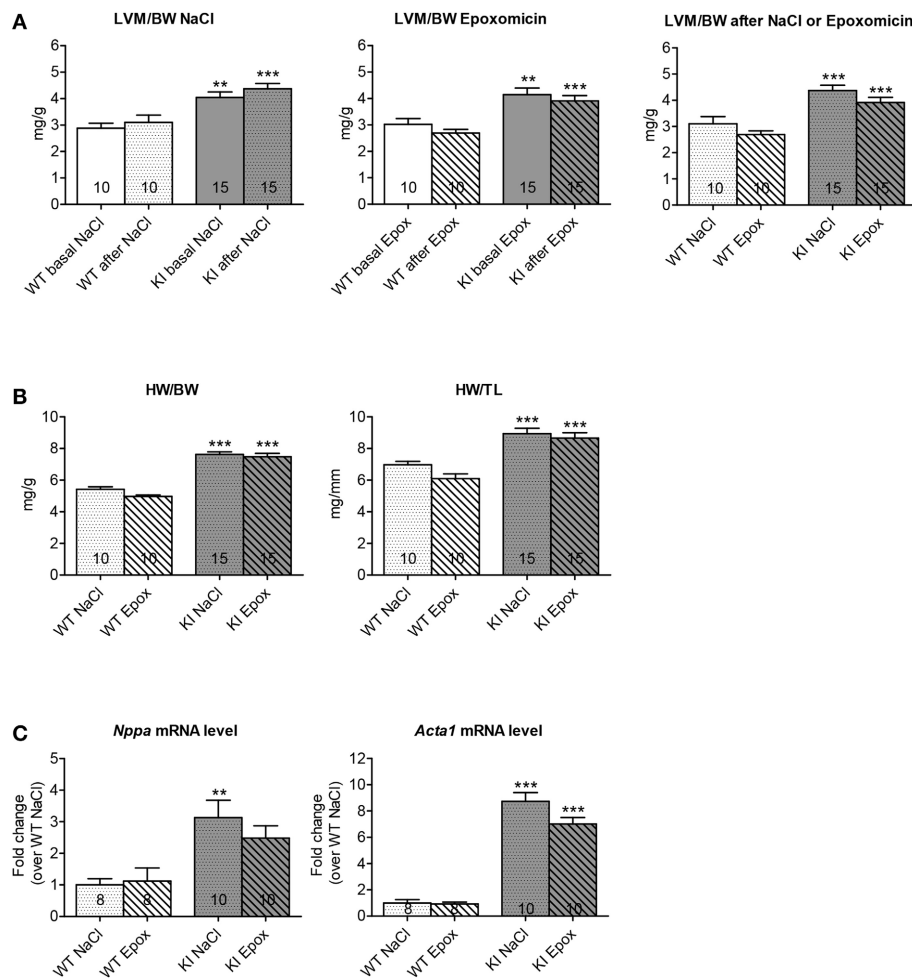 A
LVM/BW NaCl
mg/g
6
5
4
3
2
1
0
10
10
**
15
***
15
WT basal NaCl
WT after NaCl
KI basal NaCl
KI after NaCl
LVM/BW Epoxomicin
mg/g
6
5
4
3
2
1
0
10
10
**
15
***
15
WT basal Epox
WT after Epox
KI basal Epox
KI after Epox
LVM/BW after NaCl or Epoxomicin
mg/g
6
5
4
3
2
1
0
10
10
***
15
***
15
WT NaCl
WT Epox
KI NaCl
KI Epox
B
HW/BW
mg/g
10
8
6
4
2
0
10
10
***
15
***
15
WT NaCl
WT Epox
KI NaCl
KI Epox
HW/TL
mg/mm
10
8
6
4
2
0
10
10
***
15
***
15
WT NaCl
WT Epox
KI NaCl
KI Epox
C
Nppa mRNA level
Fold change
(over WT NaCl)
5
4
3
2
1
0
8
8
**
10
10
WT NaCl
WT Epox
KI NaCl
KI Epox
Acta1 mRNA level
Fold change
(over WT NaCl)
12
10
8
6
4
2
0
8
8
***
10
***
10
WT NaCl
WT Epox
KI NaCl
KI Epox